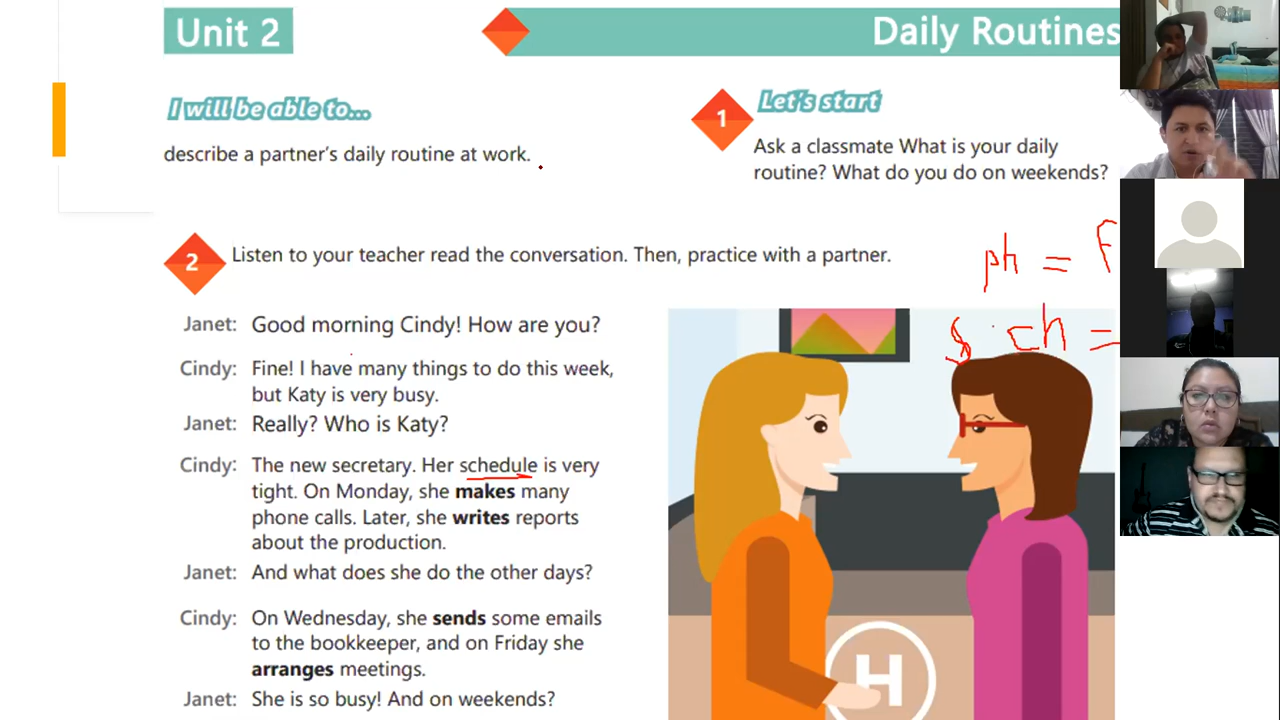 Unit 2
Daily Routines
I will be able to...
describe a partner's daily routine at work.
1
Let's start
Ask a classmate What is your daily
routine? What do you do on weekends?
2
Listen to your teacher read the conversation. Then, practice with a partner.
ph = F
s ch =
Janet: Good morning Cindy! How are you?
Cindy: Fine! I have many things to do this week,
but Katy is very busy.
Janet: Really? Who is Katy?
Cindy: The new secretary. Her schedule is very
tight. On Monday, she makes many
phone calls. Later, she writes reports
about the production.
Janet: And what does she do the other days?
Cindy: On Wednesday, she sends some emails
to the bookkeeper, and on Friday she
arranges meetings.
Janet: She is so busy! And on weekends?
H